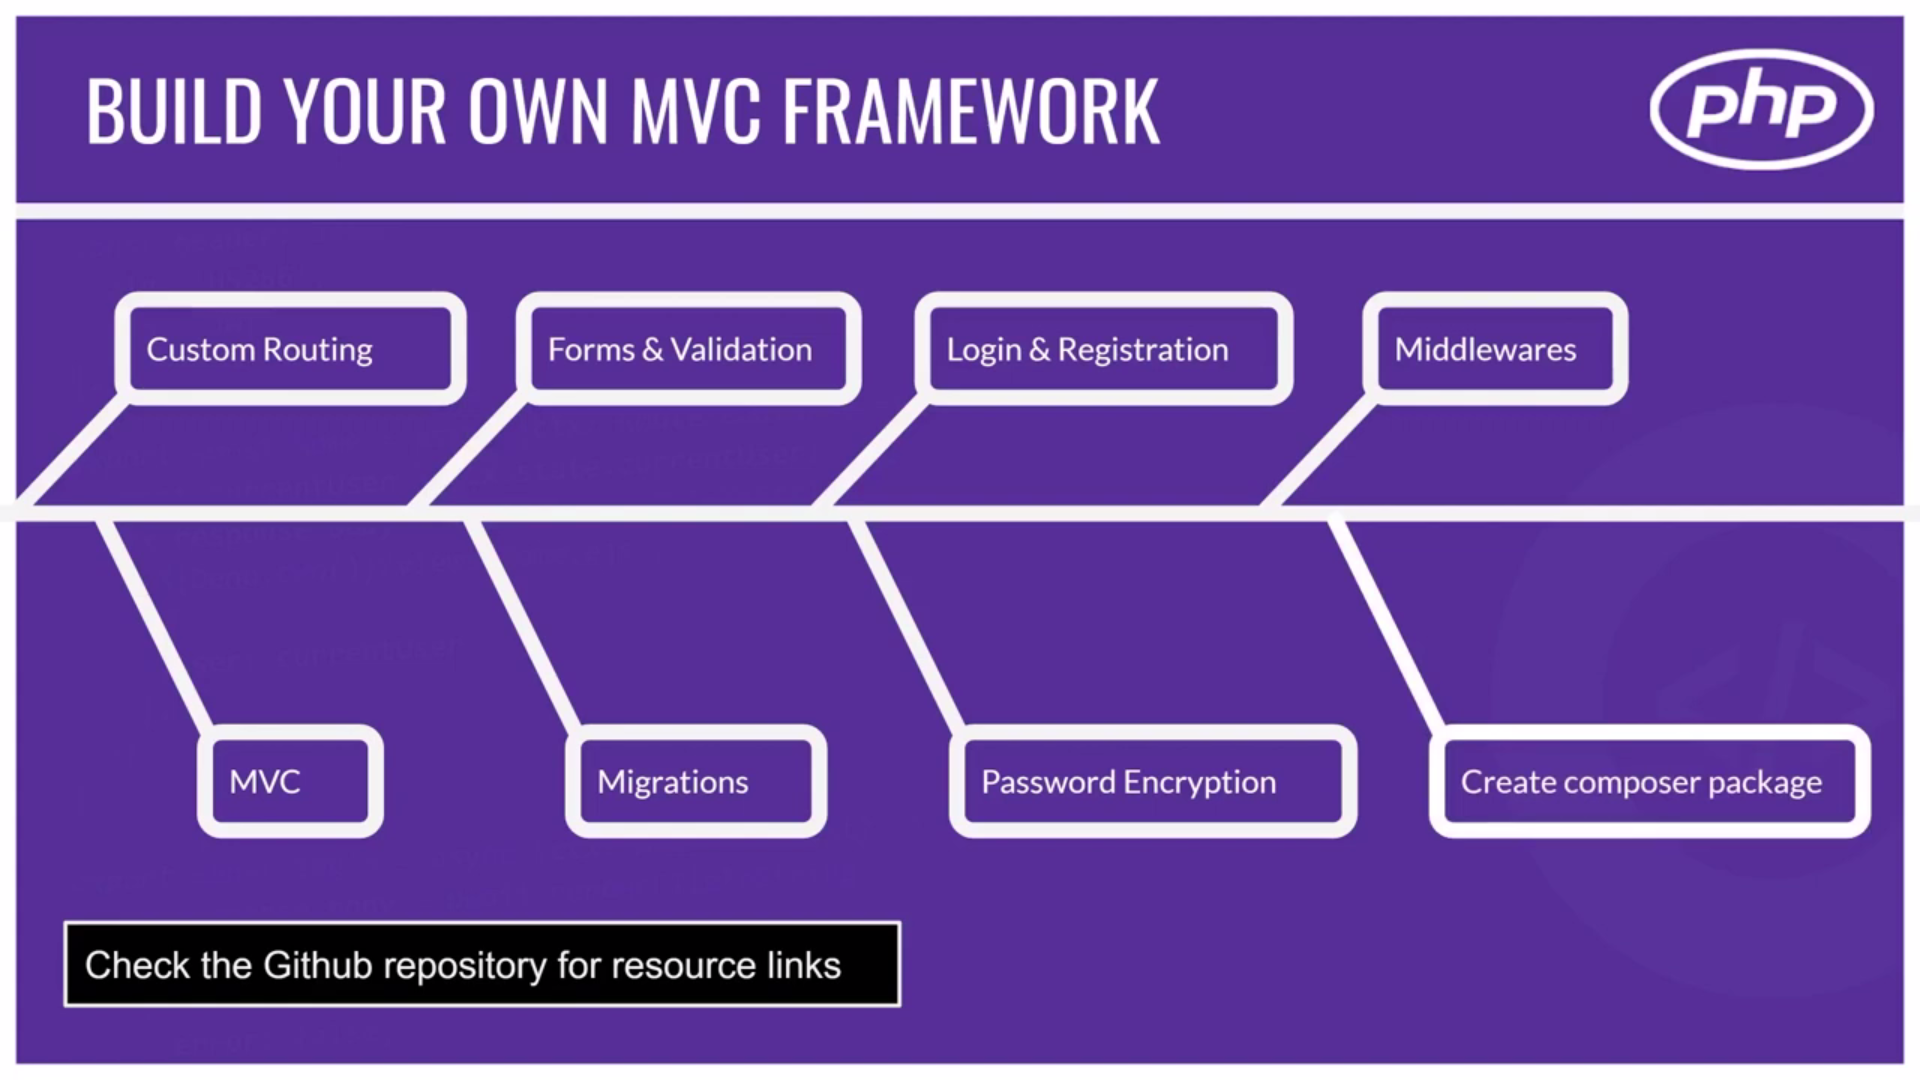 BUILD YOUR OWN MVC FRAMEWORK
php
Custom Routing
Forms & Validation
Login & Registration
Middlewares
MVC
Migrations
Password Encryption
Create composer package
Check the Github repository for resource links